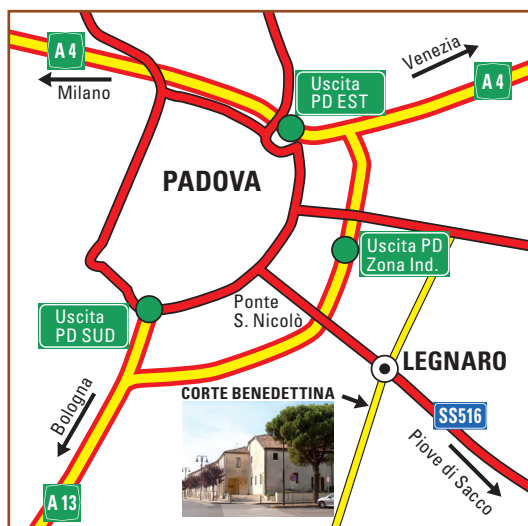 A 4
Milano
Uscita
PD EST
Venezia
A 4
PADOVA
Uscita PD
Zona Ind.
Ponte
S. Nicolò
Uscita
PD SUD
LEGNARO
CORTE BENEDETTINA
Bologna
SS516
Piove di Sacco
A 13